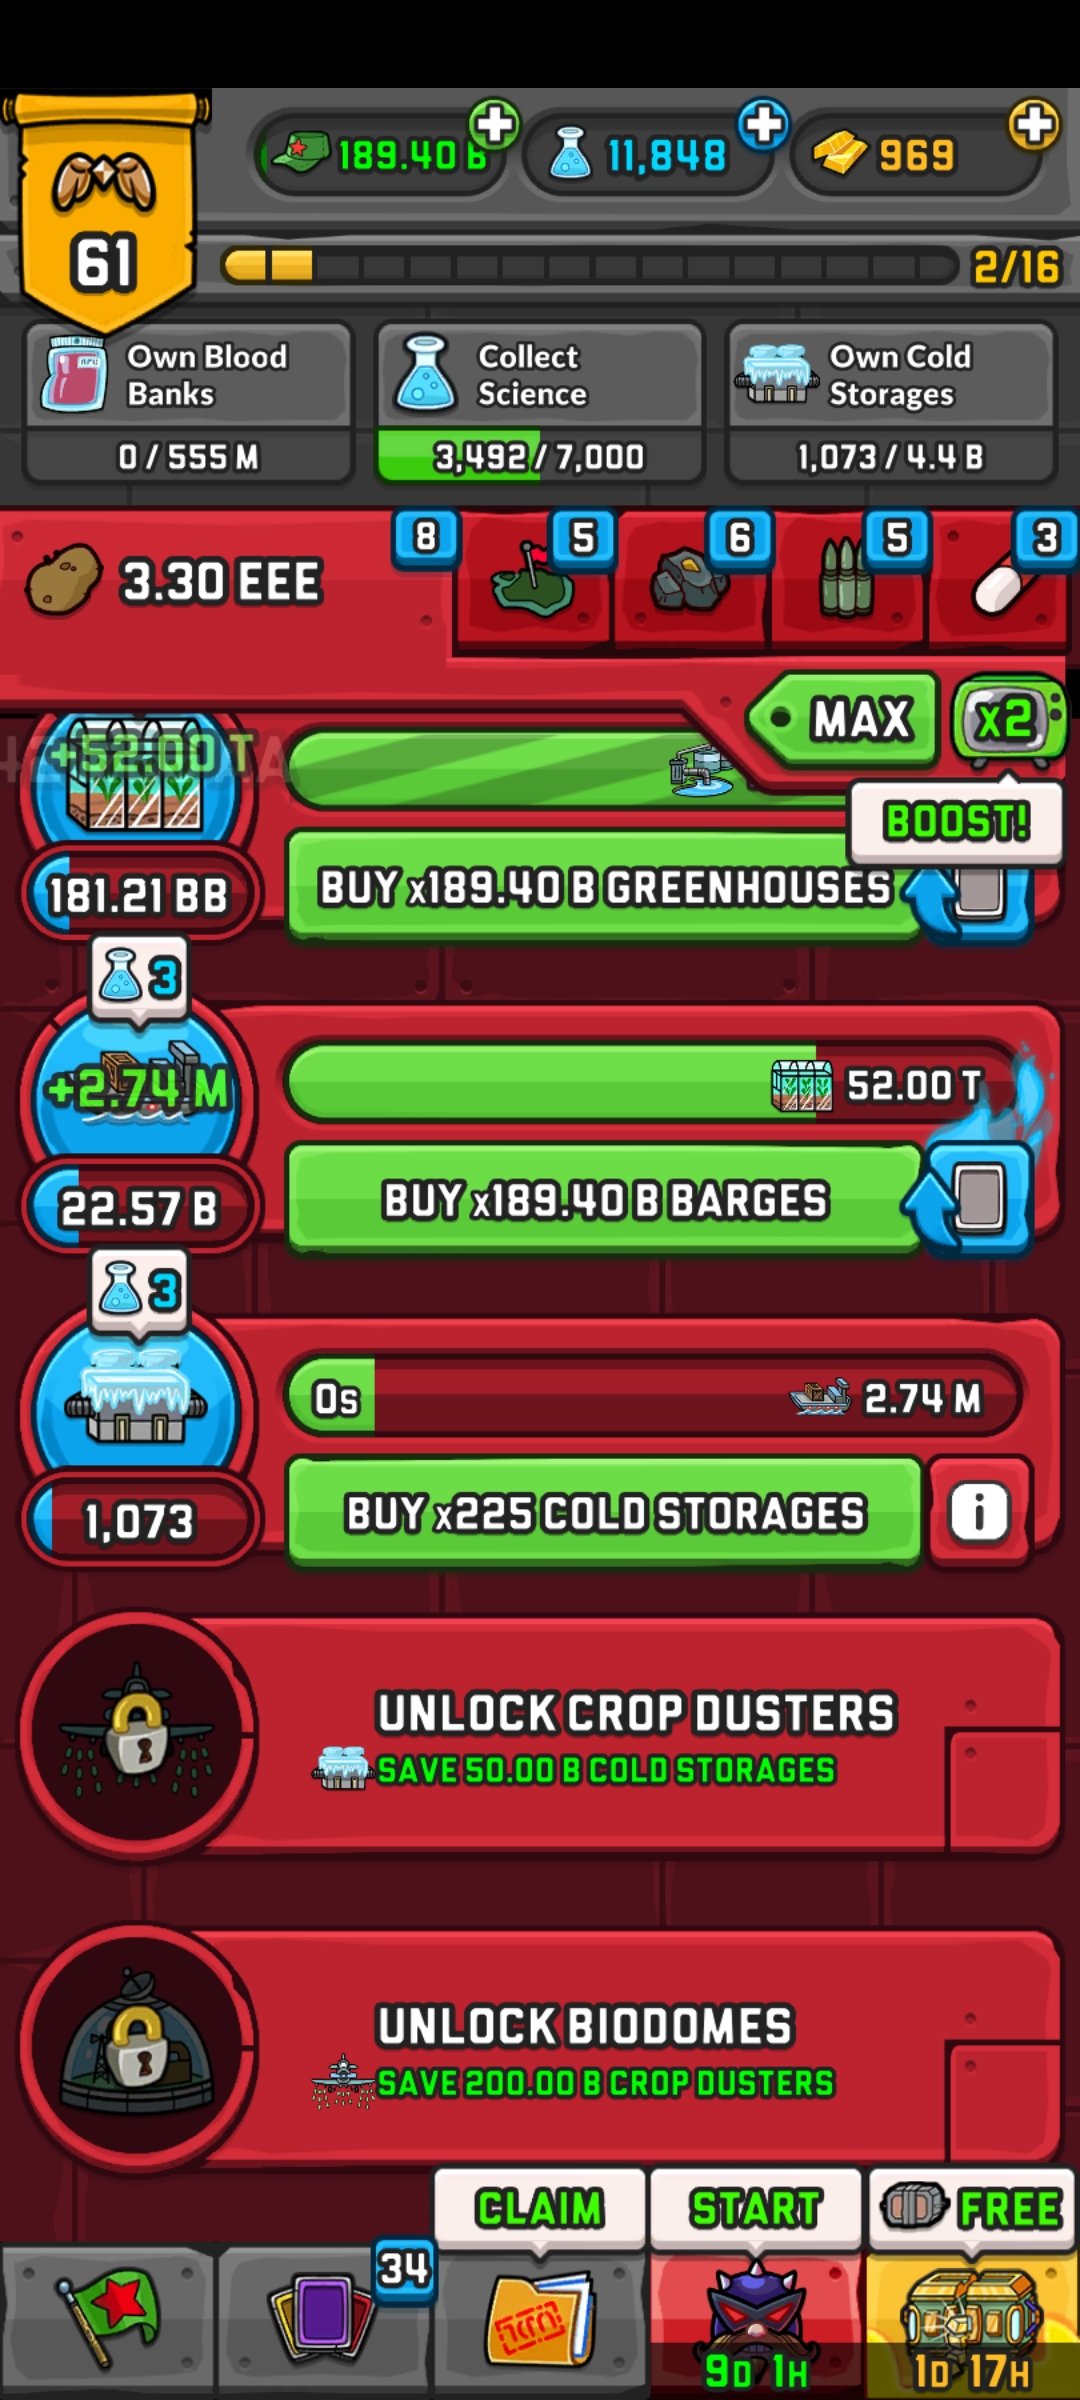 189.40 B
11,848
969
61
2/16
Own Blood
Banks
0 / 555 M
Collect
Science
3,492 / 7,000
Own Cold
Storages
1,073 / 4.4 B
3.30 EEE
8
5
6
5
3
MAX
x2
BOOST!
+52.00 T
181.21 BB
BUY x189.40 B GREENHOUSES
3
+2.74 M
52.00 T
22.57 B
BUY x189.40 B BARGES
3
0s
2.74 M
1,073
BUY x225 COLD STORAGES
i
UNLOCK CROP DUSTERS
SAVE 50.00 B COLD STORAGES
UNLOCK BIODOMES
SAVE 200.00 B CROP DUSTERS
CLAIM
START
FREE
34
9D 1H
1D 17H